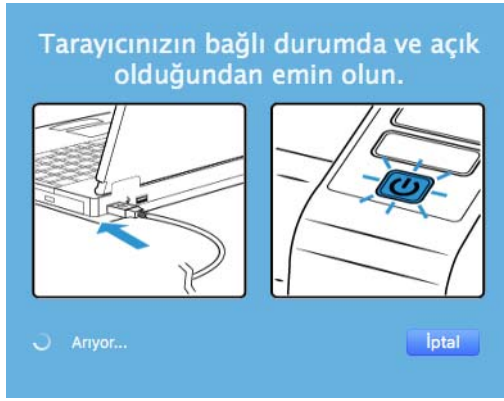 Tarayıcınızın bağlı durumda ve açık
olduğundan emin olun.
Arıyor...
İptal